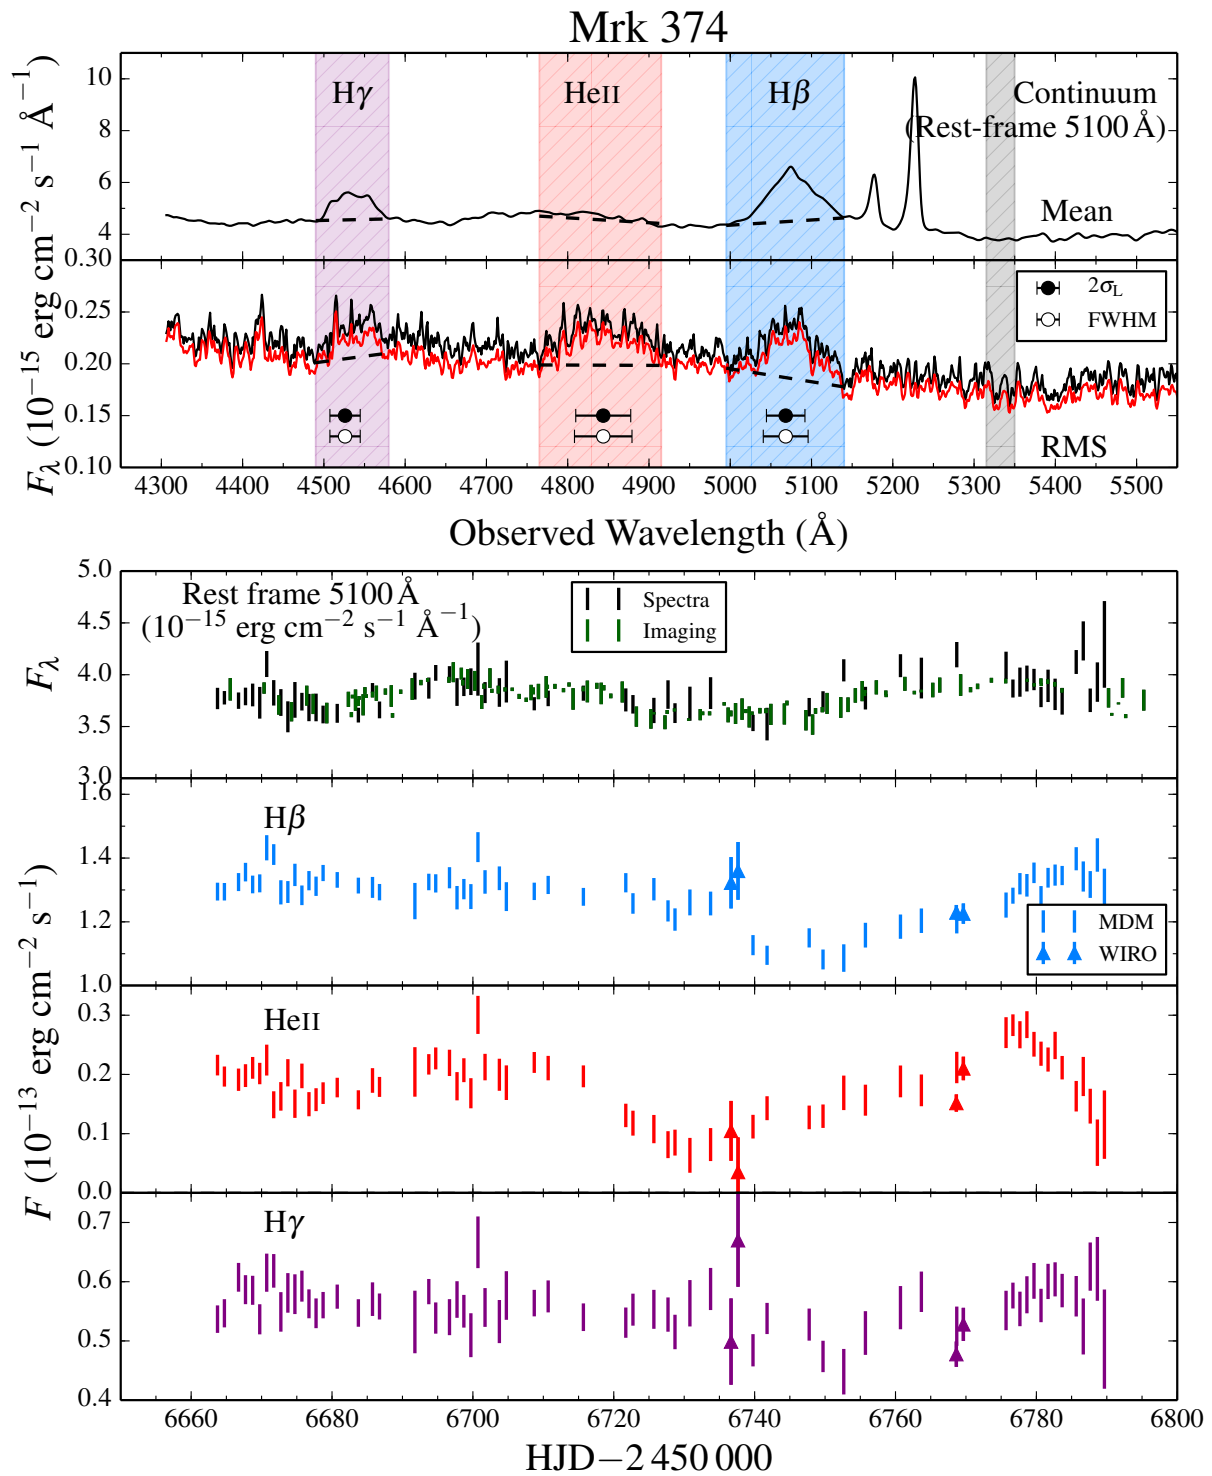 Mrk 374
10
8
6
4
Hγ
HeII
Hβ
Continuum
(Rest-frame 5100 Å)
Mean
0.30
0.25
0.20
0.15
0.10
2σL
FWHM
RMS
Fλ (10−15 erg cm−2 s−1 Å−1)
4300 4400 4500 4600 4700 4800 4900 5000 5100 5200 5300 5400 5500
Observed Wavelength (Å)
5.0
4.5
4.0
3.5
3.0
Fλ
Rest frame 5100 Å
(10−15 erg cm−2 s−1 Å−1)
Spectra
Imaging
1.6
1.4
1.2
1.0
Hβ
MDM
WIRO
0.3
0.2
0.1
0.0
HeII
F (10−13 erg cm−2 s−1)
0.7
0.6
0.5
0.4
Hγ
6660 6680 6700 6720 6740 6760 6780 6800
HJD−2 450 000